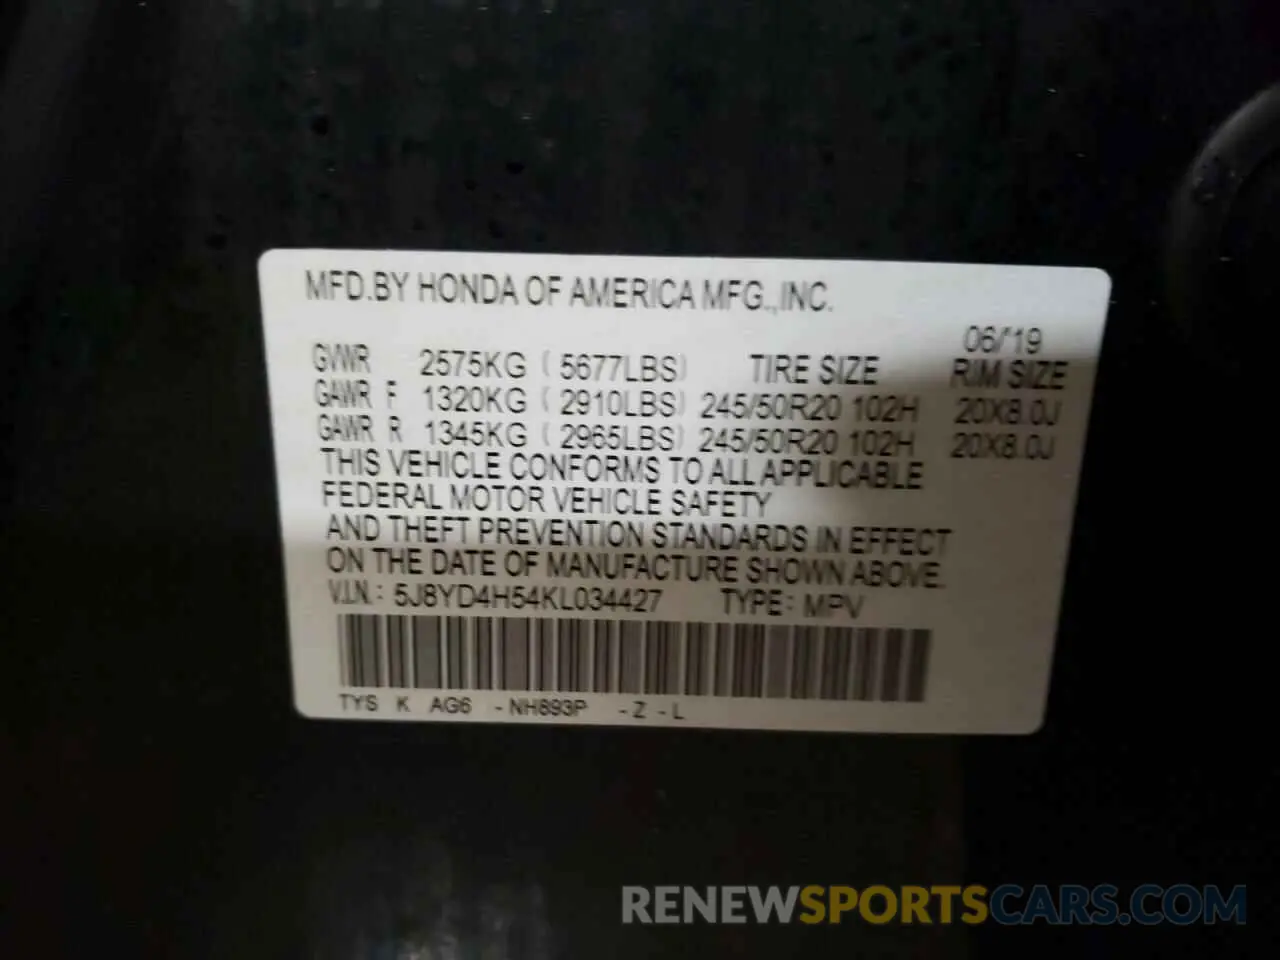 MFD.BY HONDA OF AMERICA MFG.,INC.
06/'19
GVWR 2575KG ( 5677LBS) TIRE SIZE RIM SIZE
GAWR F 1320KG ( 2910LBS) 245/50R20 102H 20X8.0J
GAWR R 1345KG ( 2965LBS) 245/50R20 102H 20X8.0J
THIS VEHICLE CONFORMS TO ALL APPLICABLE
FEDERAL MOTOR VEHICLE SAFETY
AND THEFT PREVENTION STANDARDS IN EFFECT
ON THE DATE OF MANUFACTURE SHOWN ABOVE.
V.I.N.: 5J8YD4H54KL034427 TYPE: MPV
TYS K AG6 -NH893P -Z -L
RENEWSPORTSCARS.COM